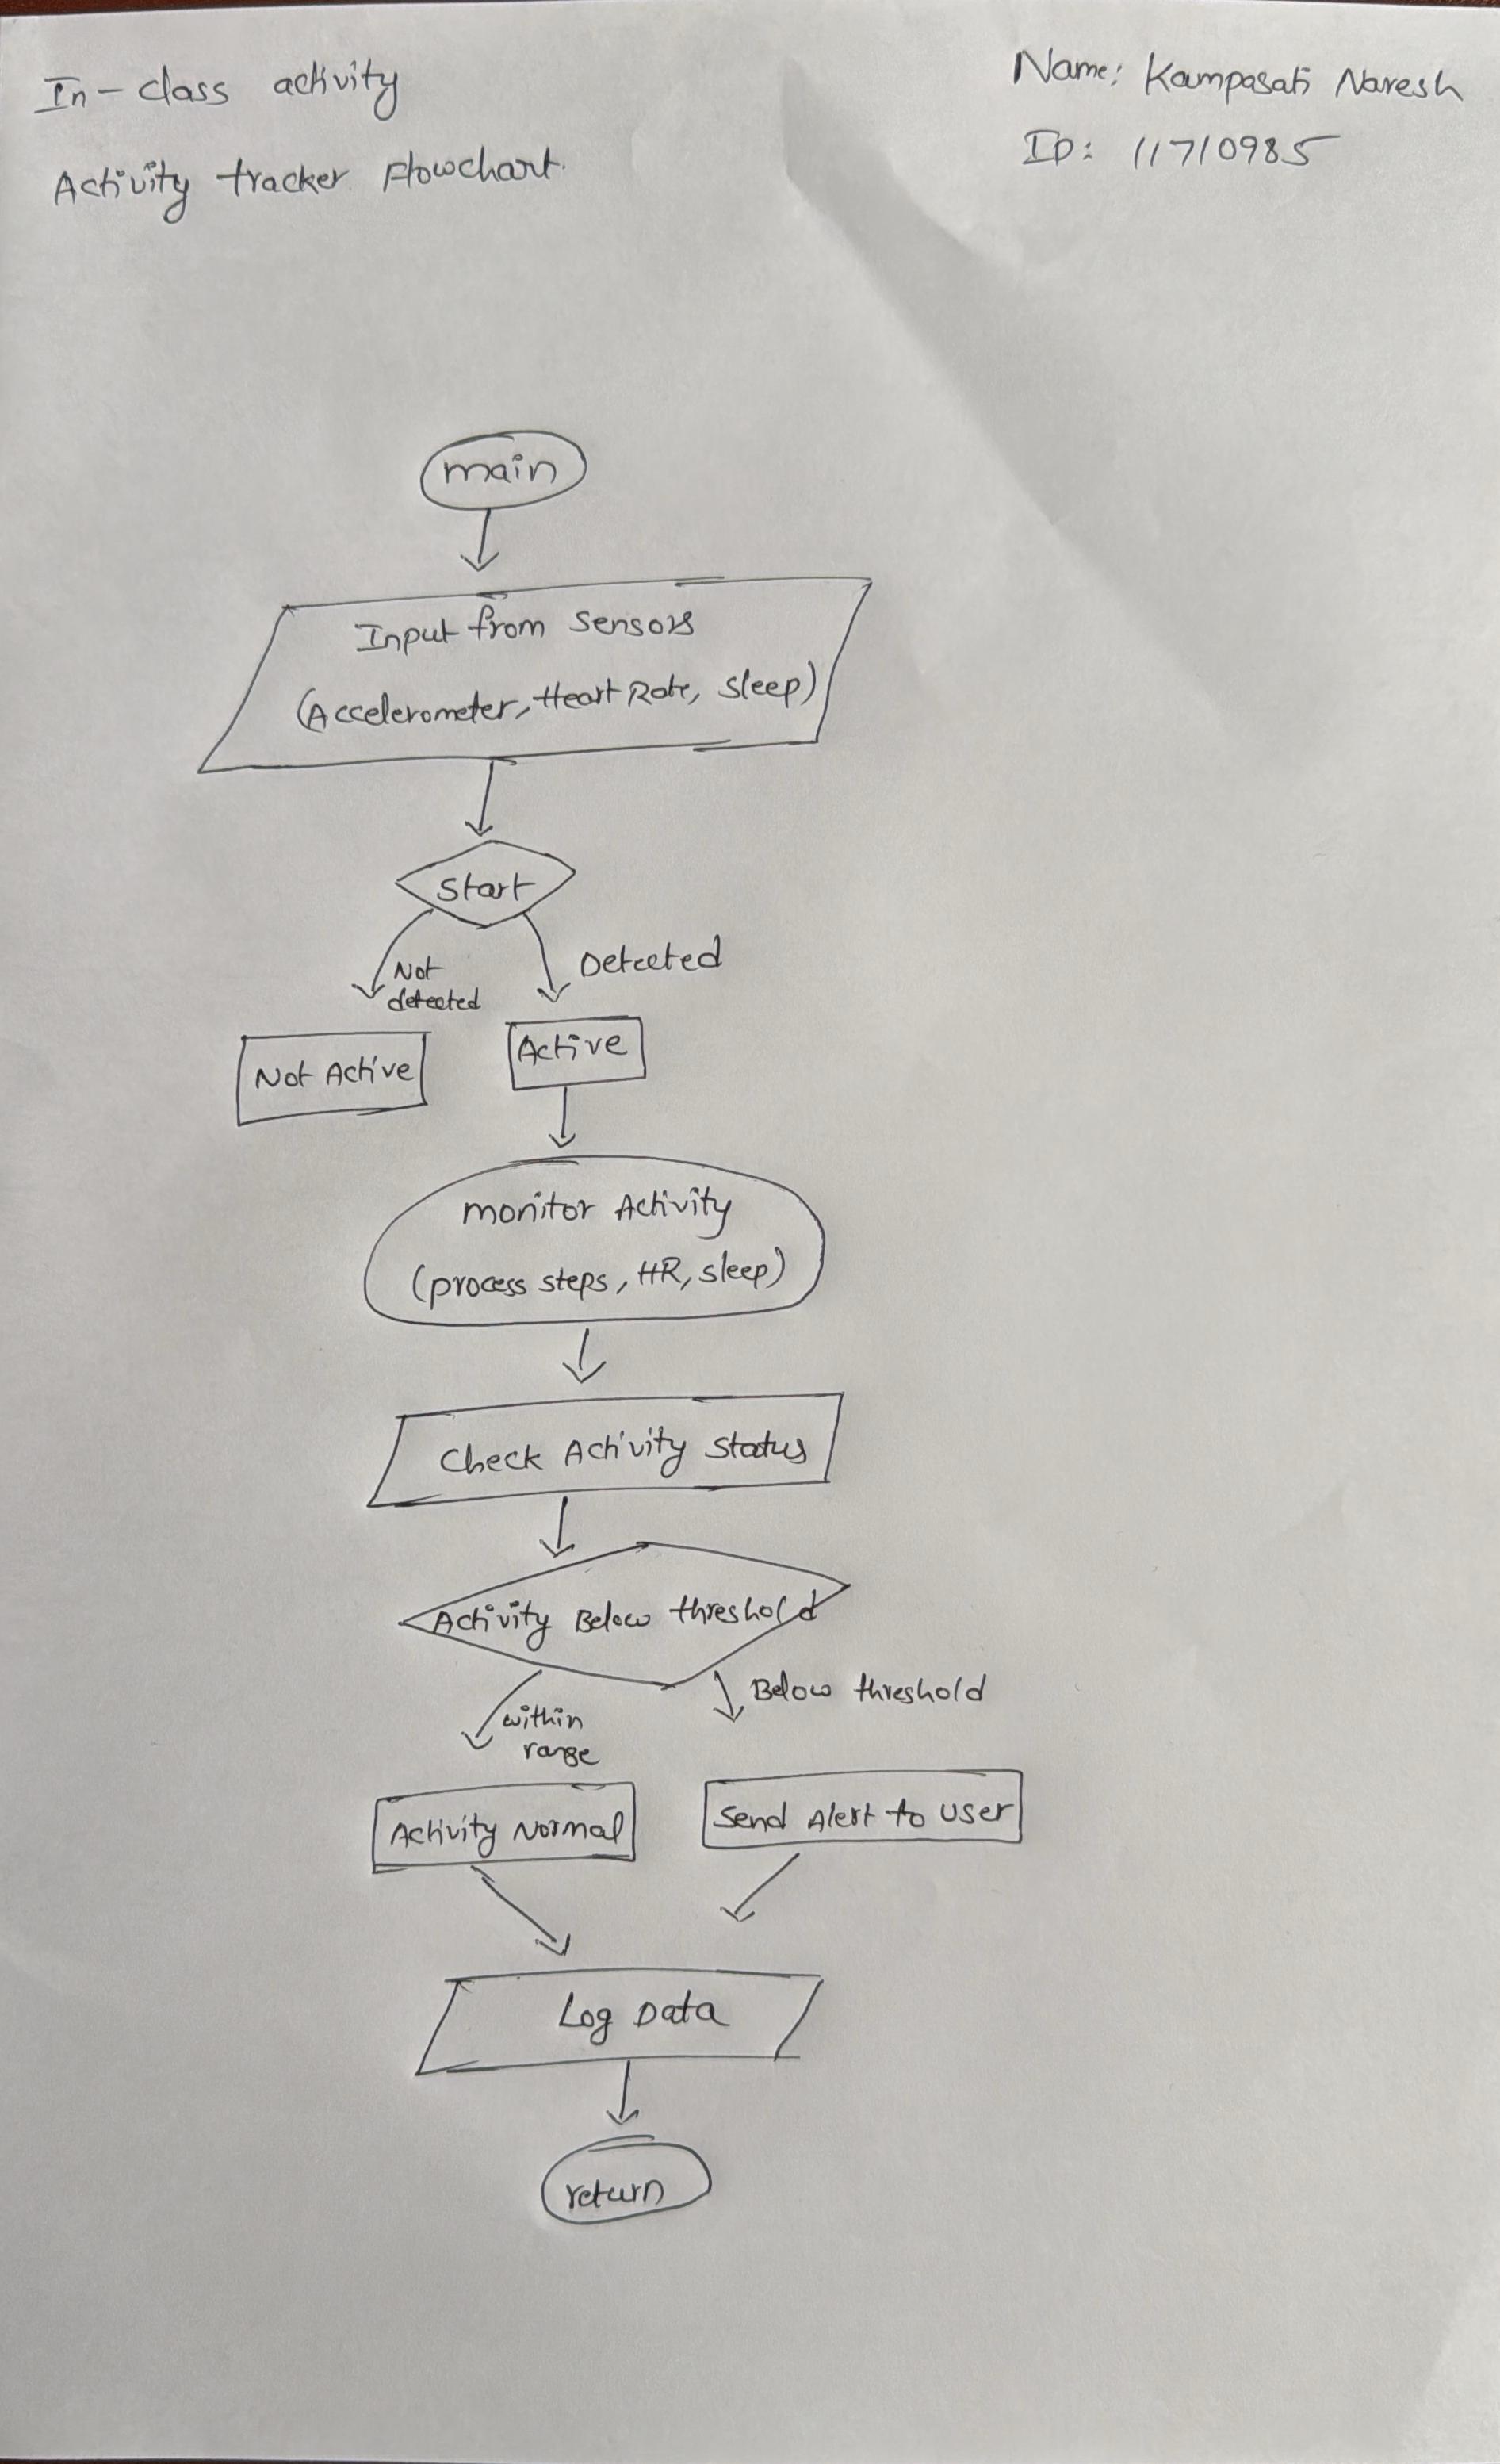 In-class activity
Name: Kampasati Naresh
ID: 11710985
Activity tracker flowchart.
main
Input from sensors
(Accelerometer, Heart Rate, sleep)
start
Not
detected
Detected
Not Active
Active
monitor Activity
(process steps, HR, sleep)
Check Activity Status
Activity Below threshold
within
range
Below threshold
Activity Normal
Send Alert to user
Log Data
return